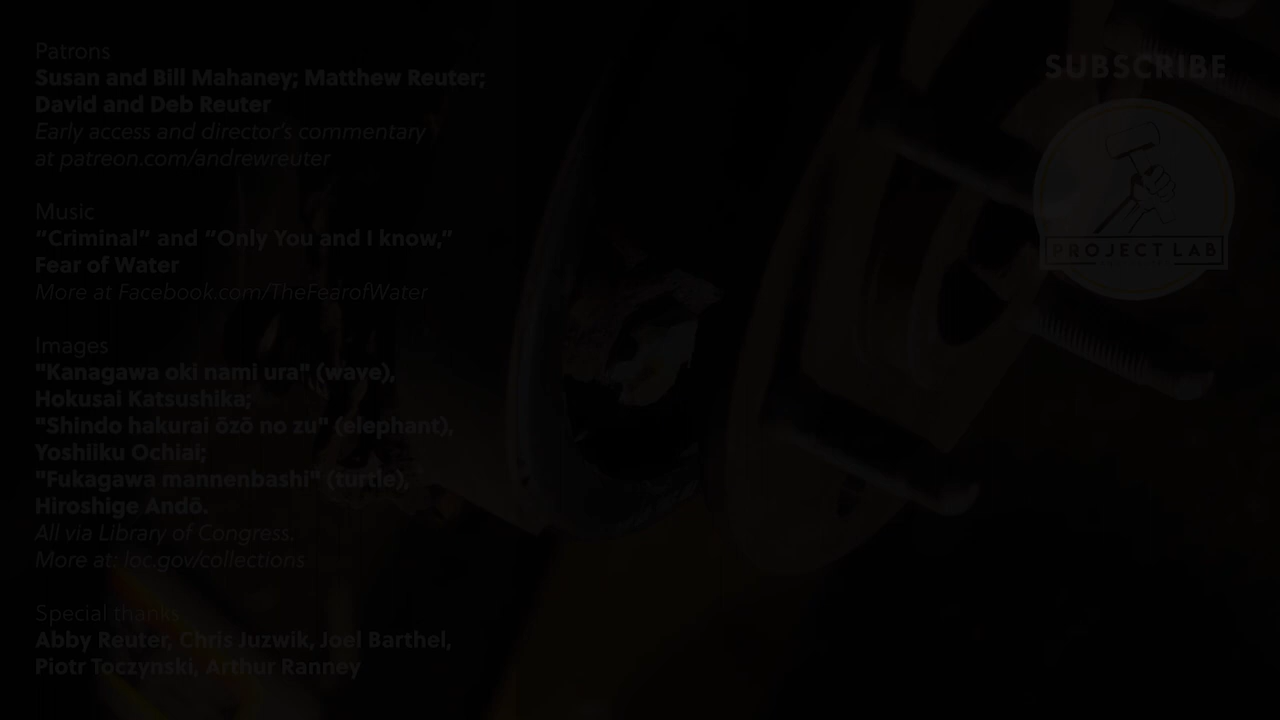 Patrons
Susan and Bill Mahaney; Matthew Reuter;
David and Deb Reuter
Early access and director's commentary
at patreon.com/andrewreuter
Music
“Criminal” and “Only You and I know,”
Fear of Water
More at Facebook.com/TheFearofWater
Images
"Kanagawa oki nami ura" (wave),
Hokusai Katsushika;
"Shindo hakurai ōzō no zu" (elephant),
Yoshiiku Ochiai;
"Fukagawa mannenbashi" (turtle),
Hiroshige Andō.
All via Library of Congress.
More at: loc.gov/collections
Special thanks
Abby Reuter, Chris Juzwik, Joel Barthel,
Piotr Toczynski, Arthur Ranney
SUBSCRIBE
PROJECT LAB